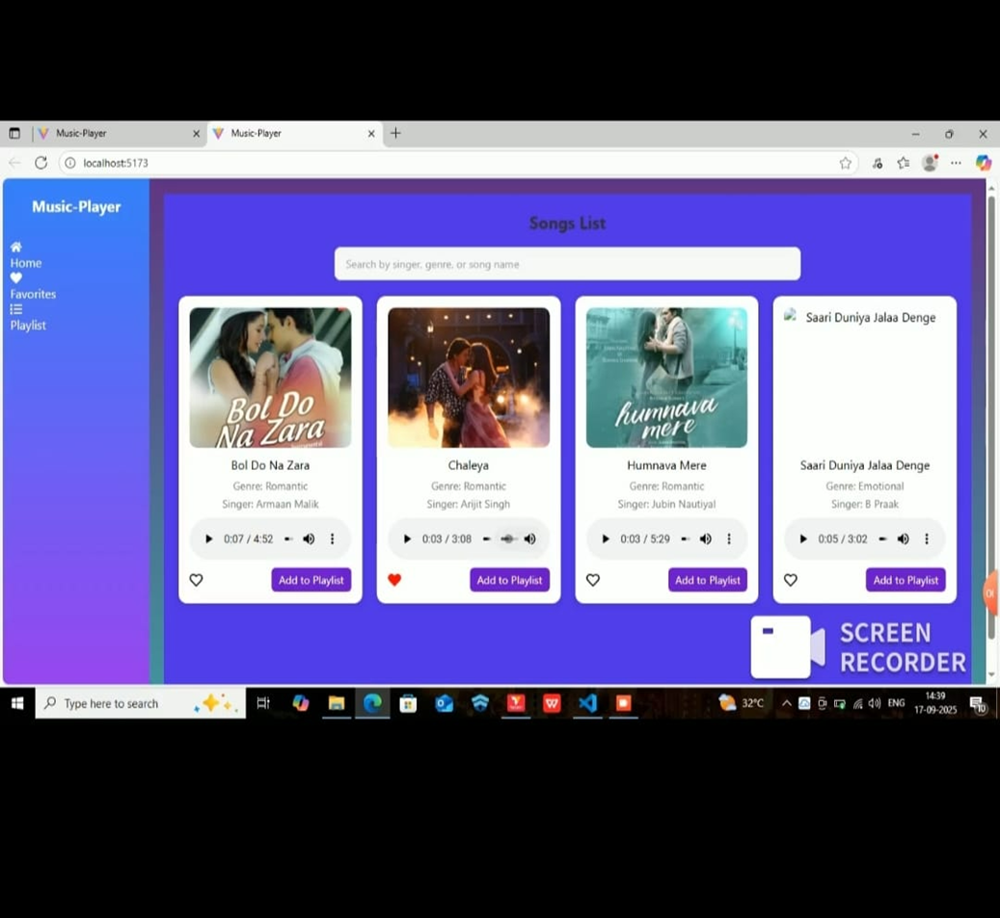 Music-Player
Music-Player
localhost:5173
Music-Player
Home
Favorites
Playlist
Songs List
Search by singer, genre, or song name
Bol Do
Na Zara
humnava
mere
Saari Duniya Jalaa Denge
Bol Do Na Zara
Genre: Romantic
Singer: Armaan Malik
0:07 / 4:52
Add to Playlist
Chaleya
Genre: Romantic
Singer: Arijit Singh
0:03 / 3:08
Add to Playlist
Humnava Mere
Genre: Romantic
Singer: Jubin Nautiyal
0:03 / 5:29
Add to Playlist
Saari Duniya Jalaa Denge
Genre: Emotional
Singer: B Praak
0:05 / 3:02
Add to Playlist
SCREEN
RECORDER
Type here to search
32°C
ENG
14:39
17-09-2025
10